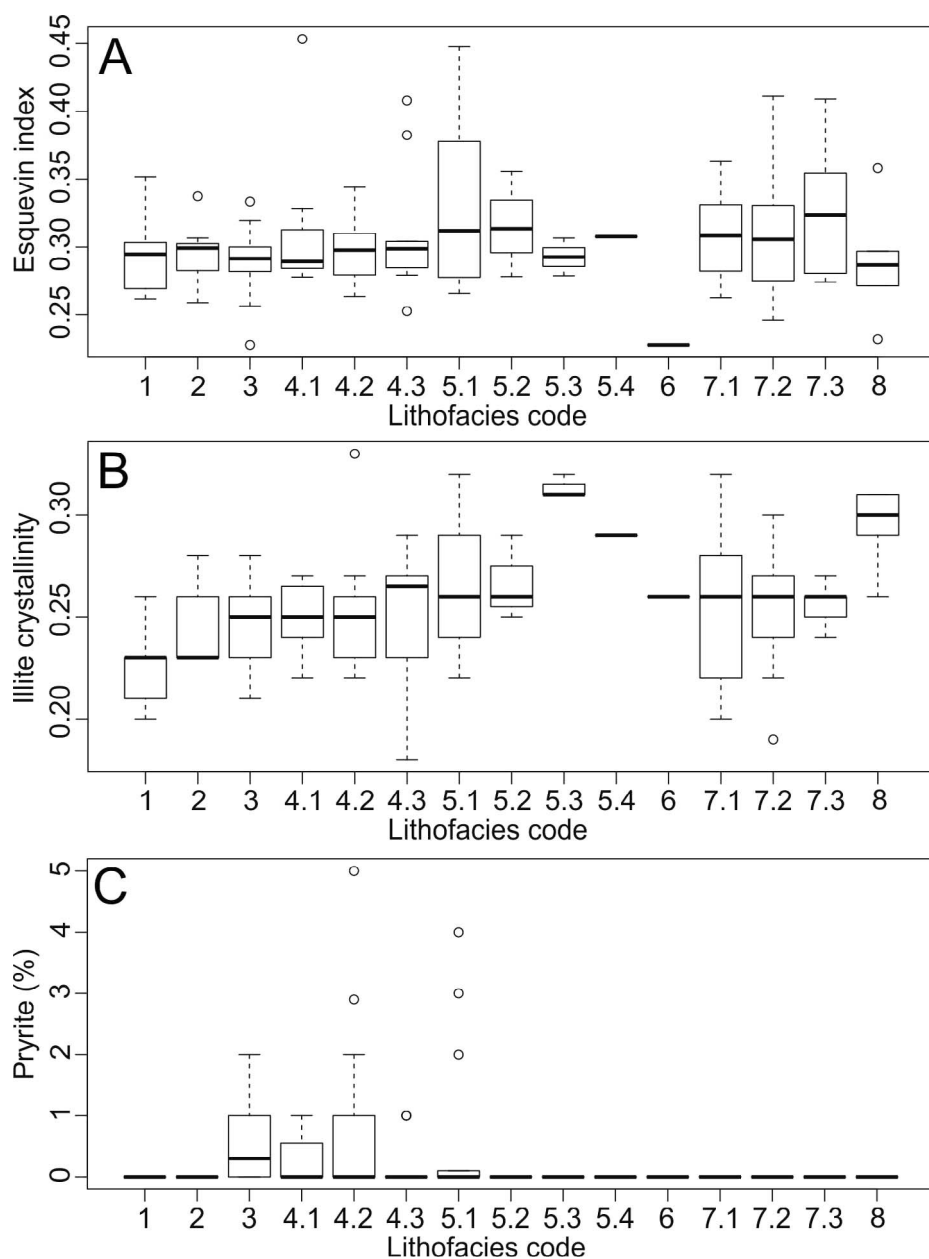 A
Esquevin index
0.45
0.40
0.35
0.30
0.25
1 2 3 4.1 4.2 4.3 5.1 5.2 5.3 5.4 6 7.1 7.2 7.3 8
Lithofacies code
B
Illite crystallinity
0.30
0.25
0.20
1 2 3 4.1 4.2 4.3 5.1 5.2 5.3 5.4 6 7.1 7.2 7.3 8
Lithofacies code
C
Pryrite (%)
5
4
3
2
1
0
1 2 3 4.1 4.2 4.3 5.1 5.2 5.3 5.4 6 7.1 7.2 7.3 8
Lithofacies code